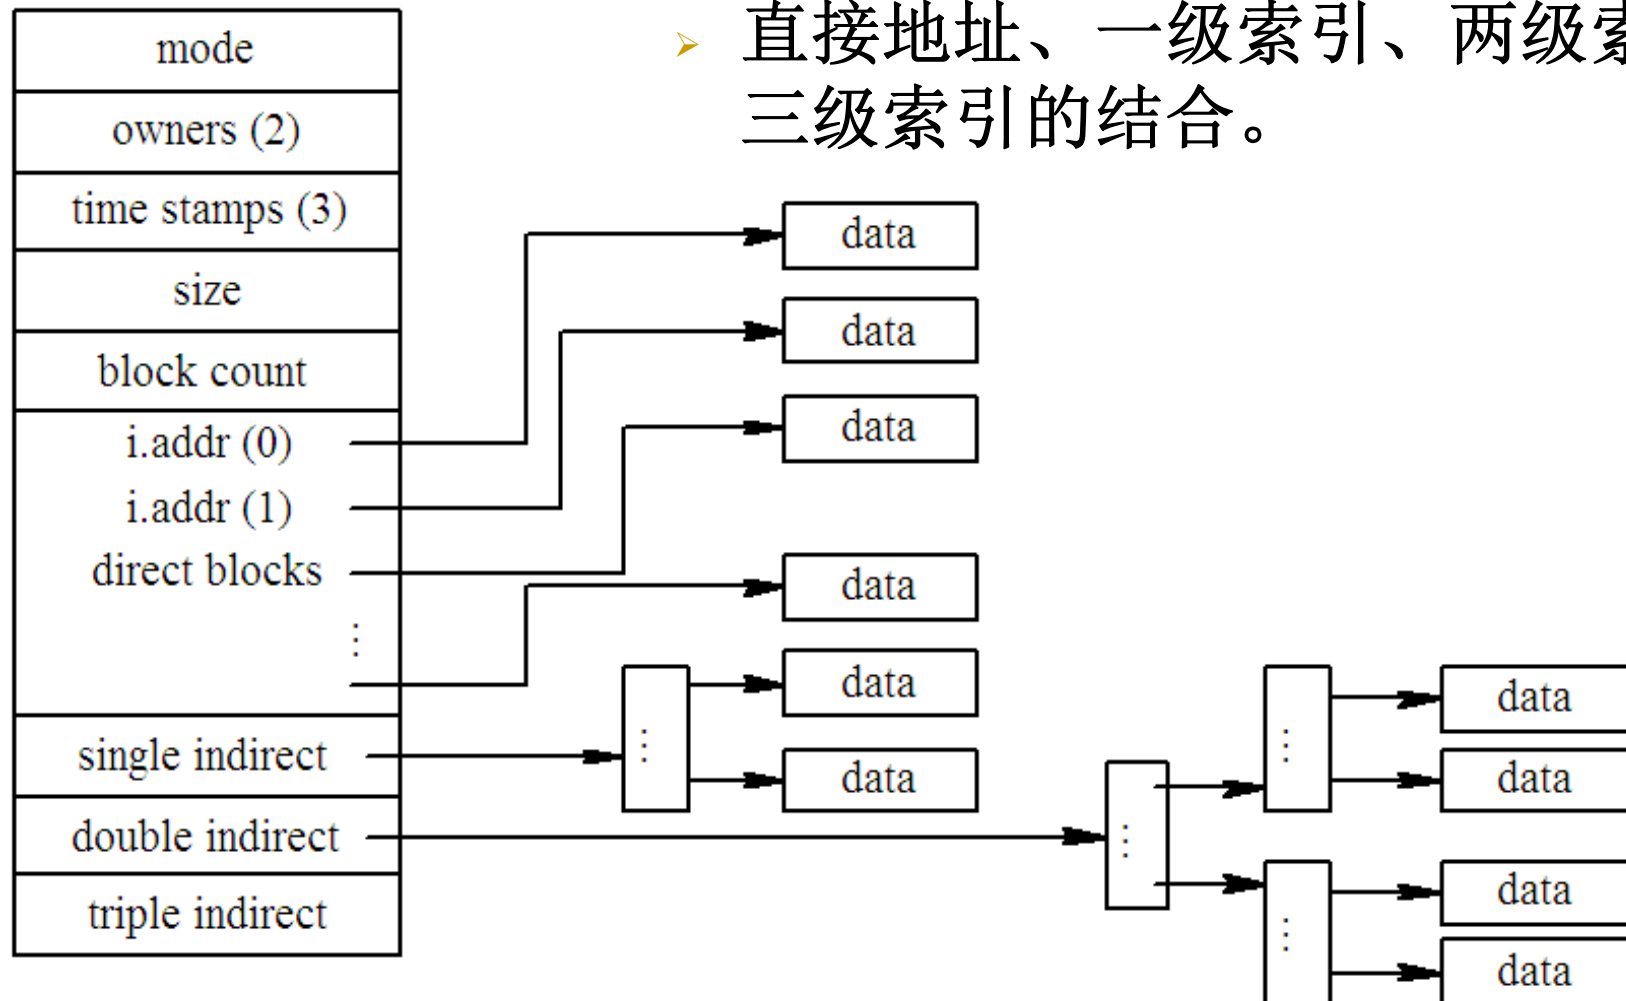 直接地址、一级索引、两级索
三级索引的结合。
mode
owners (2)
time stamps (3)
size
block count
i.addr (0)
i.addr (1)
direct blocks
⋮
single indirect
double indirect
triple indirect
data
data
data
data
data
data
⋮
⋮
⋮
data
data
⋮
data
data